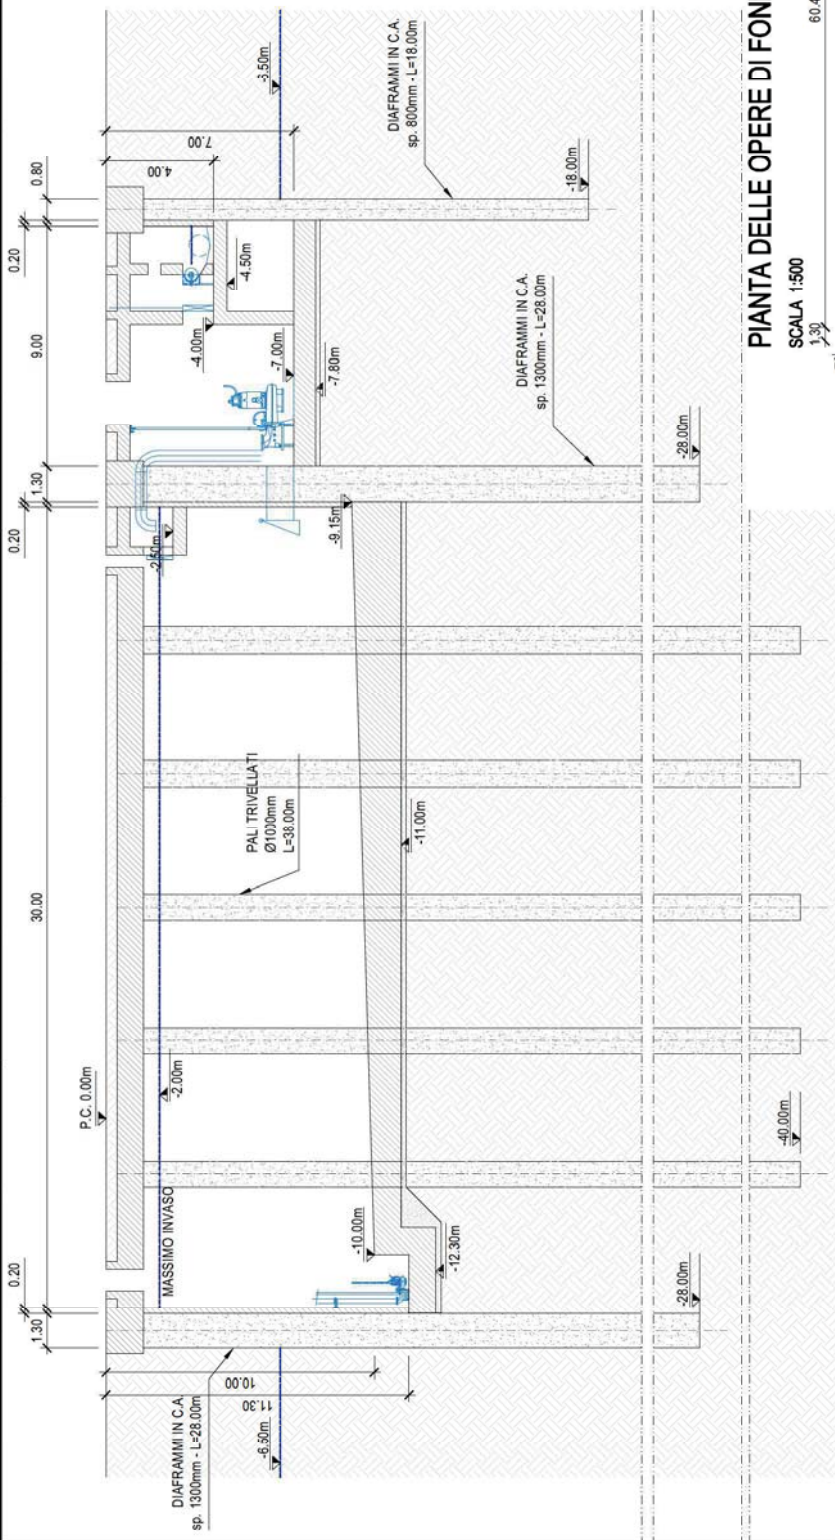 0.20
0.20
0.20
1.30
30.00
1.30
9.00
0.80
P.C. 0.00m
MASSIMO INVASO
-2.00m
-2.50m
4.00
7.00
-4.00m
-4.50m
DIAFRAMMI IN C.A.
sp. 1300mm - L=28.00m
10.00
11.30
-6.50m
PALI TRIVELLATI
Ø1000mm
L=38.00m
-7.00m
-7.80m
-9.15m
-10.00m
-11.00m
-12.30m
DIAFRAMMI IN C.A.
sp. 800mm - L=18.00m
-18.00m
DIAFRAMMI IN C.A.
sp. 1300mm - L=28.00m
-28.00m
-28.00m
-40.00m
PIANTA DELLE OPERE DI FON
SCALA 1:500
1.30
60.4